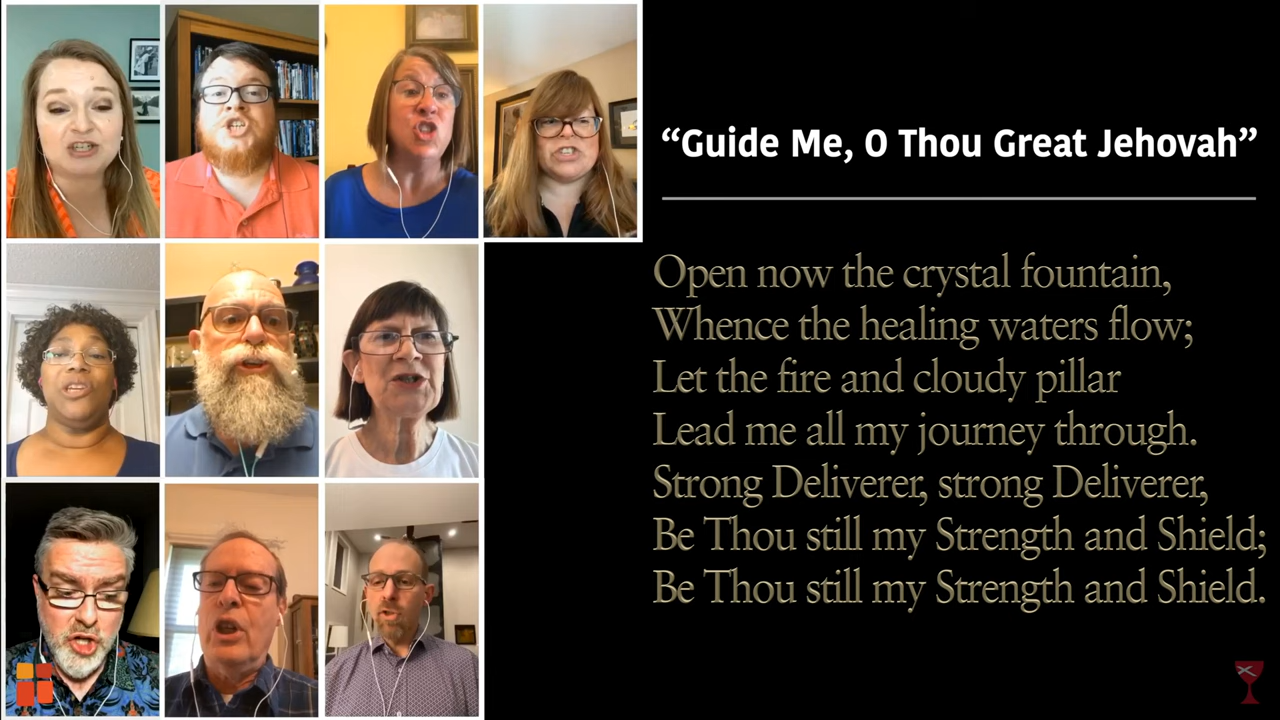 “Guide Me, O Thou Great Jehovah”
Open now the crystal fountain,
Whence the healing waters flow;
Let the fire and cloudy pillar
Lead me all my journey through.
Strong Deliverer, strong Deliverer,
Be Thou still my Strength and Shield;
Be Thou still my Strength and Shield.